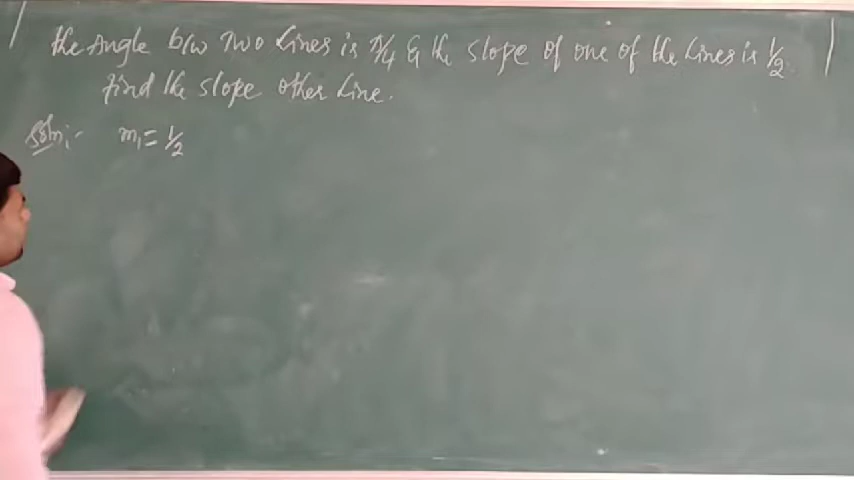 the Angle b/w Two Lines is π/4 & the slope of one of the Lines is 1/2.
find the slope other Line.
Soln:- m₁ = 1/2